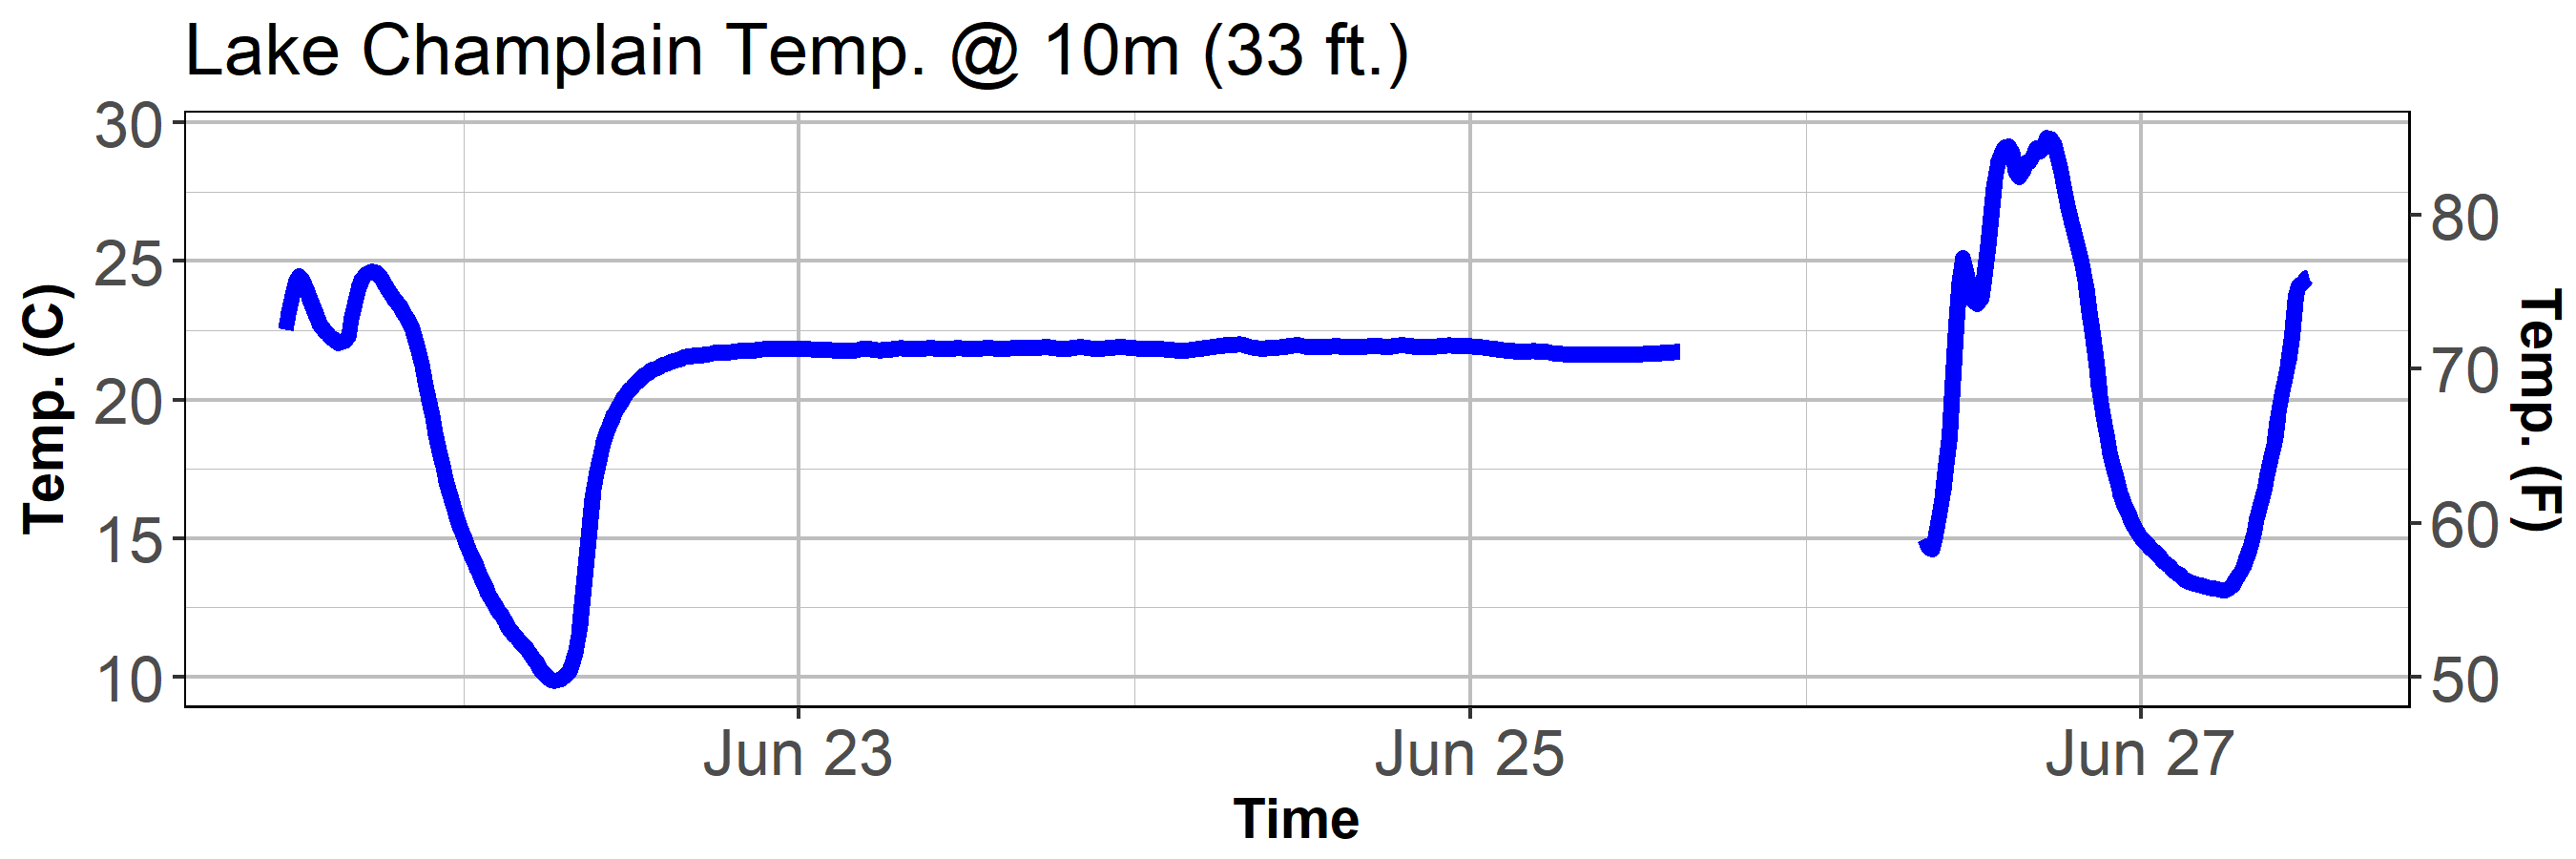 Lake Champlain Temp. @ 10m (33 ft.)
30
25
20
15
10
Temp. (C)
80
70
60
50
Temp. (F)
Jun 23
Jun 25
Jun 27
Time